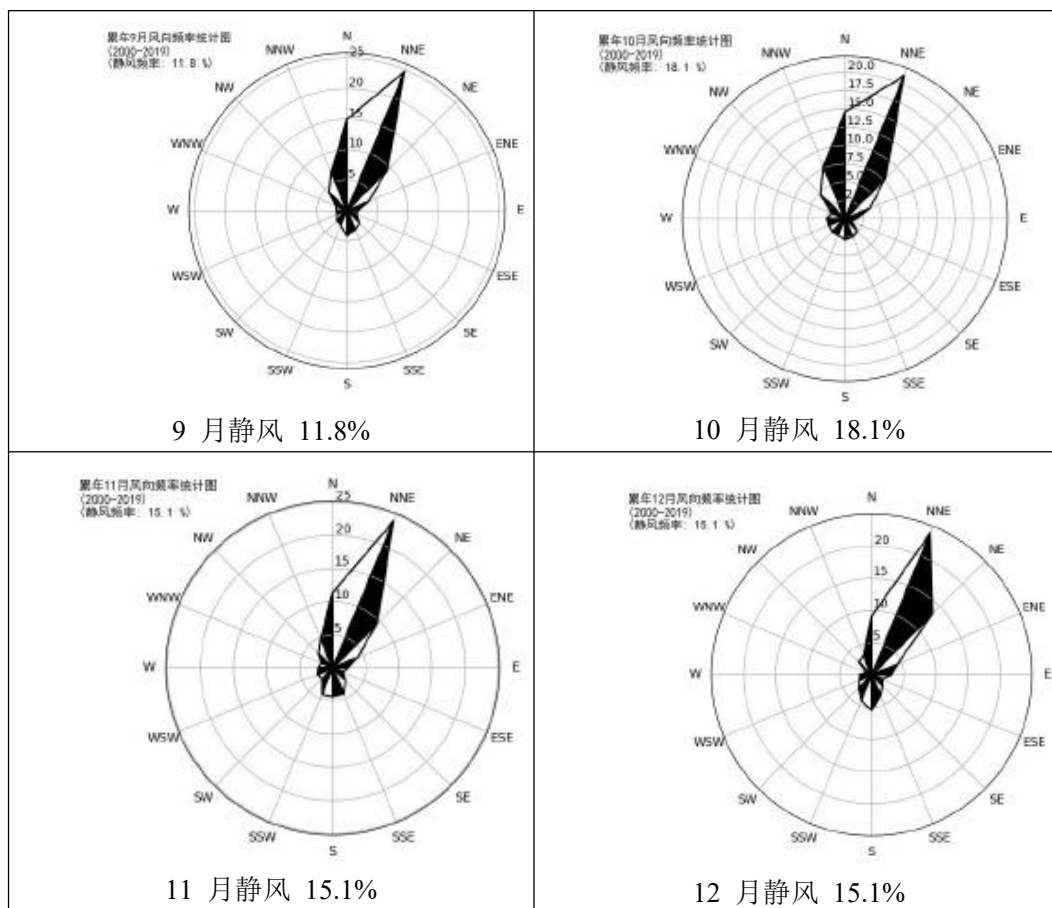 累年9月风向频率统计图
(2000-2019)
(静风频率: 11.8 %)
N
NNE
NE
ENE
E
ESE
SE
SSE
S
SSW
SW
WSW
W
WNW
NW
NNW
25
20
15
10
5
9 月静风 11.8%
累年10月风向频率统计图
(2000-2019)
(静风频率: 18.1 %)
N
NNE
NE
ENE
E
ESE
SE
SSE
S
SSW
SW
WSW
W
WNW
NW
NNW
20.0
17.5
15.0
12.5
10.0
7.5
5.0
10 月静风 18.1%
累年11月风向频率统计图
(2000-2019)
(静风频率: 15.1 %)
N
NNE
NE
ENE
E
ESE
SE
SSE
S
SSW
SW
WSW
W
WNW
NW
NNW
25
20
15
10
5
11 月静风 15.1%
累年12月风向频率统计图
(2000-2019)
(静风频率: 15.1 %)
N
NNE
NE
ENE
E
ESE
SE
SSE
S
SSW
SW
WSW
W
WNW
NW
NNW
20
15
10
5
12 月静风 15.1%